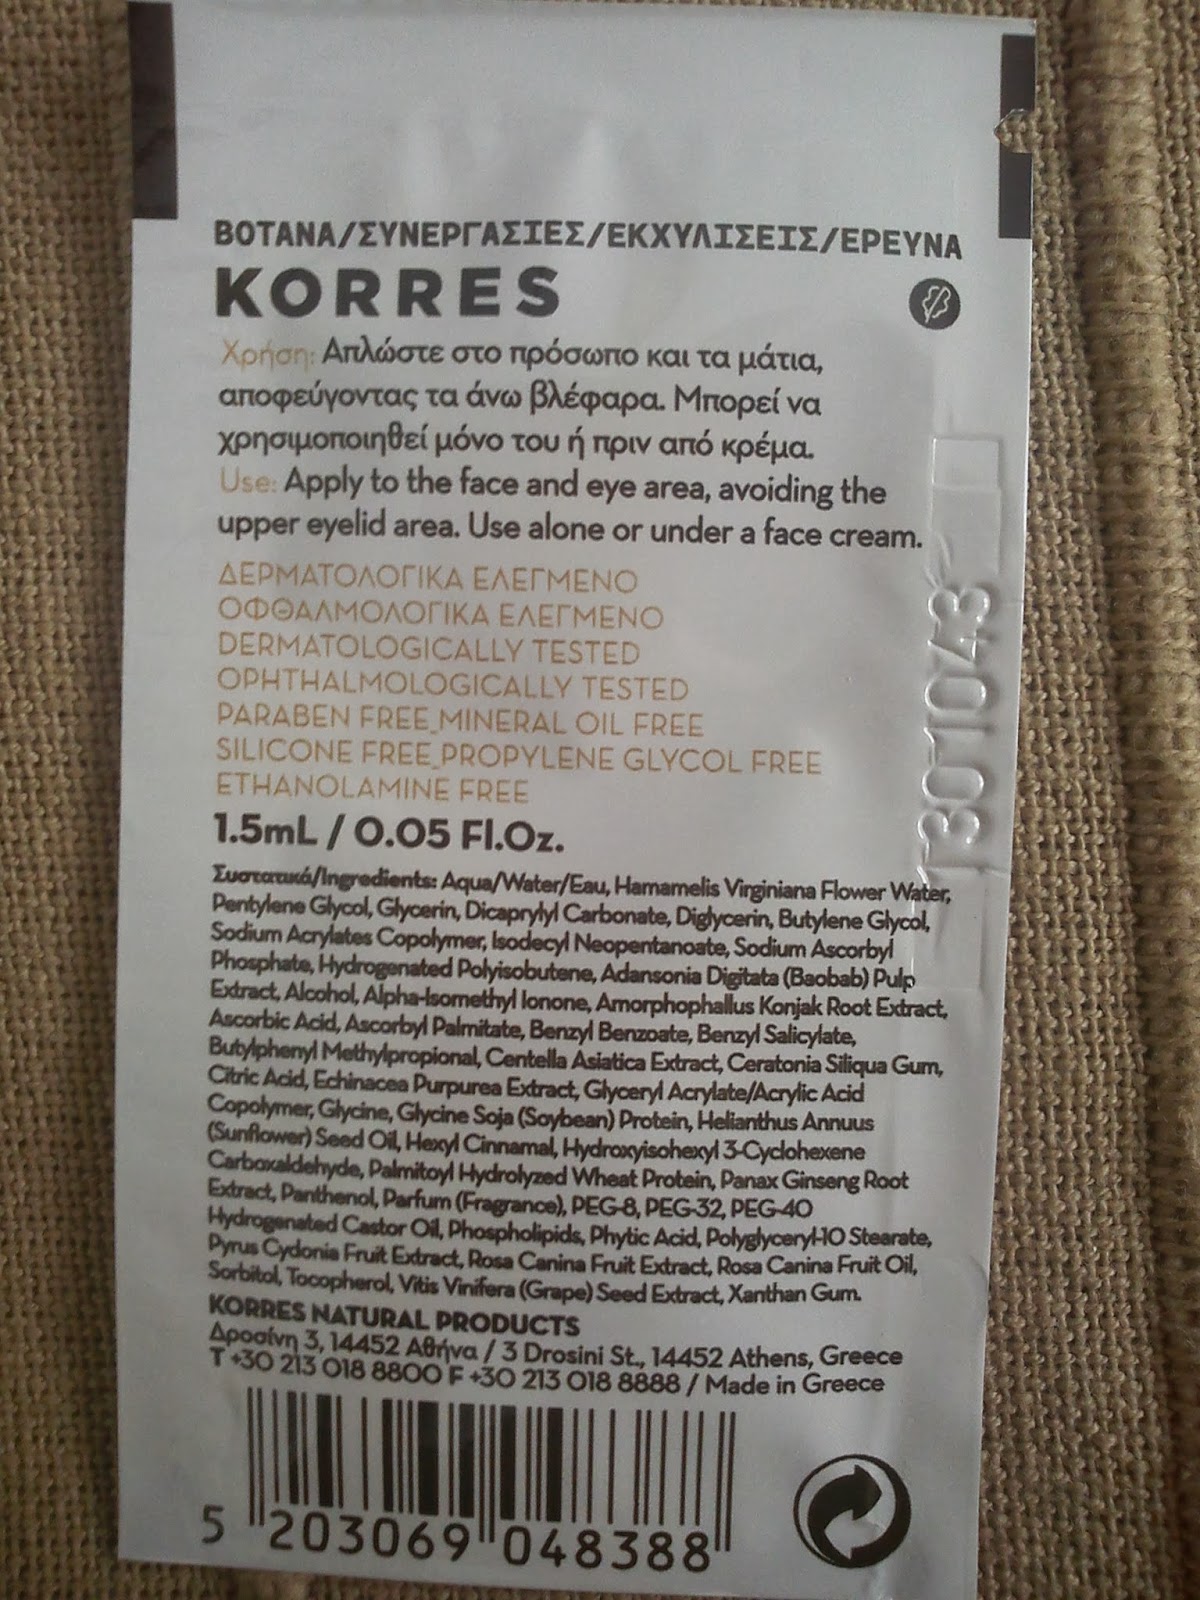 ΒΟΤΑΝΑ/ΣΥΝΕΡΓΑΣΙΕΣ/ΕΚΧΥΛΙΣΕΙΣ/ΕΡΕΥΝΑ
KORRES
Χρήση: Απλώστε στο πρόσωπο και τα μάτια,
αποφεύγοντας τα άνω βλέφαρα. Μπορεί να
χρησιμοποιηθεί μόνο του ή πριν από κρέμα.
Use: Apply to the face and eye area, avoiding the
upper eyelid area. Use alone or under a face cream.
ΔΕΡΜΑΤΟΛΟΓΙΚΑ ΕΛΕΓΜΕΝΟ
ΟΦΘΑΛΜΟΛΟΓΙΚΑ ΕΛΕΓΜΕΝΟ
DERMATOLOGICALLY TESTED
OPHTHALMOLOGICALLY TESTED
PARABEN FREE_MINERAL OIL FREE
SILICONE FREE_PROPYLENE GLYCOL FREE
ETHANOLAMINE FREE
1.5mL / 0.05 Fl.Oz.
Συστατικά/Ingredients: Aqua/Water/Eau, Hamamelis Virginiana Flower Water,
Pentylene Glycol, Glycerin, Dicaprylyl Carbonate, Diglycerin, Butylene Glycol,
Sodium Acrylates Copolymer, Isodecyl Neopentanoate, Sodium Ascorbyl
Phosphate, Hydrogenated Polyisobutene, Adansonia Digitata (Baobab) Pulp
Extract, Alcohol, Alpha-Isomethyl Ionone, Amorphophallus Konjak Root Extract,
Ascorbic Acid, Ascorbyl Palmitate, Benzyl Benzoate, Benzyl Salicylate,
Butylphenyl Methylpropional, Centella Asiatica Extract, Ceratonia Siliqua Gum,
Citric Acid, Echinacea Purpurea Extract, Glyceryl Acrylate/Acrylic Acid
Copolymer, Glycine, Glycine Soja (Soybean) Protein, Helianthus Annuus
(Sunflower) Seed Oil, Hexyl Cinnamal, Hydroxyisohexyl 3-Cyclohexene
Carboxaldehyde, Palmitoyl Hydrolyzed Wheat Protein, Panax Ginseng Root
Extract, Panthenol, Parfum (Fragrance), PEG-8, PEG-32, PEG-40
Hydrogenated Castor Oil, Phospholipids, Phytic Acid, Polyglyceryl-10 Stearate,
Pyrus Cydonia Fruit Extract, Rosa Canina Fruit Extract, Rosa Canina Fruit Oil,
Sorbitol, Tocopherol, Vitis Vinifera (Grape) Seed Extract, Xanthan Gum.
KORRES NATURAL PRODUCTS
Δροσίνη 3, 14452 Αθήνα / 3 Drosini St., 14452 Athens, Greece
T +30 213 018 8800 F +30 213 018 8888 / Made in Greece
5 203069 048388
1301043